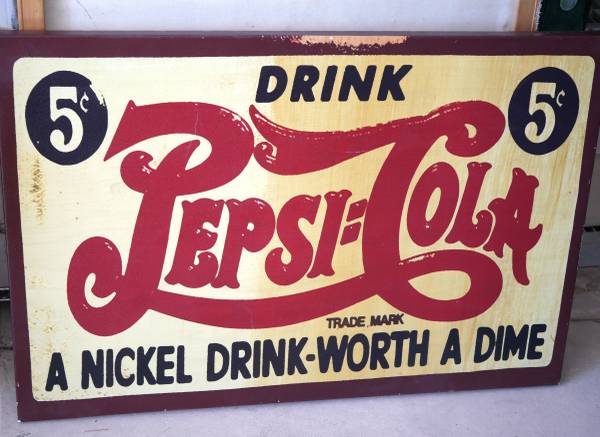 DRINK
5¢ 5¢
PEPSI=COLA
TRADE MARK
A NICKEL DRINK-WORTH A DIME